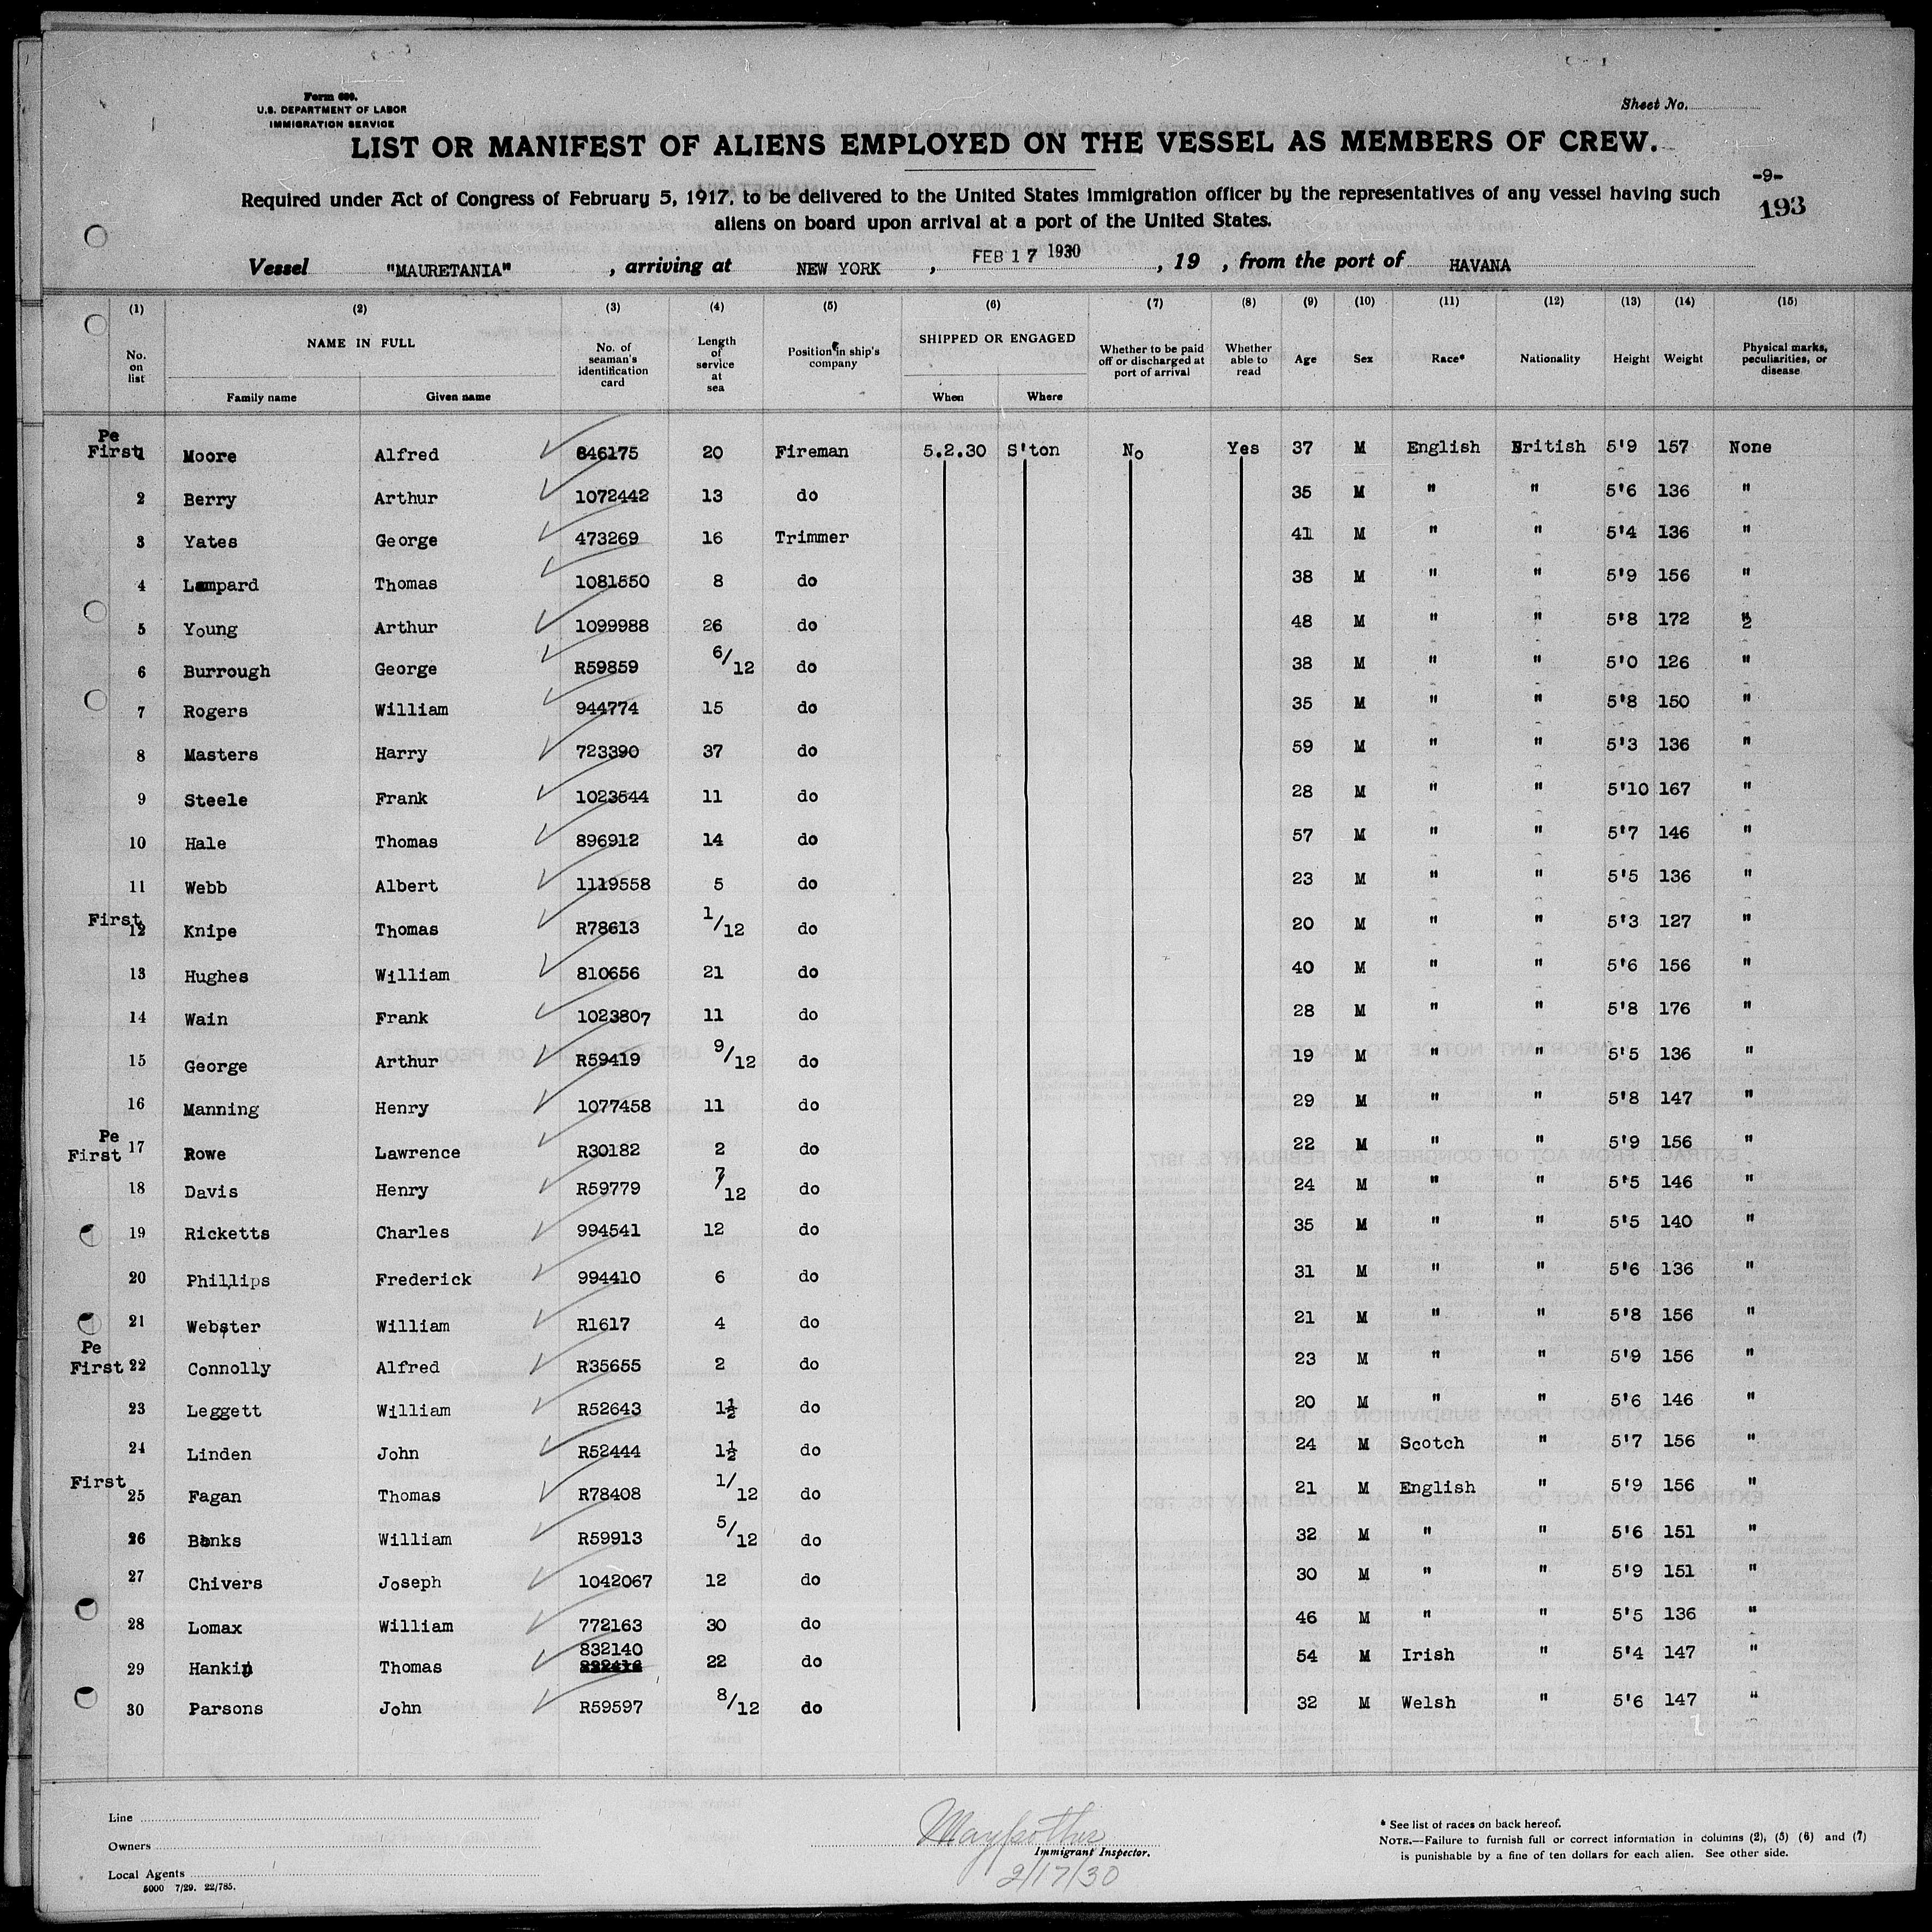 Form 680.
U.S. DEPARTMENT OF LABOR
IMMIGRATION SERVICE
Sheet No.
LIST OR MANIFEST OF ALIENS EMPLOYED ON THE VESSEL AS MEMBERS OF CREW.
-9-
193
Required under Act of Congress of February 5, 1917, to be delivered to the United States immigration officer by the representatives of any vessel having such
aliens on board upon arrival at a port of the United States.
Vessel "MAURETANIA", arriving at NEW YORK, FEB 17 1930, 19 , from the port of HAVANA
(1) (2) (3) (4) (5) (6) (7) (8) (9) (10) (11) (12) (13) (14) (15)
No. on list NAME IN FULL Family name Given name No. of seaman's identification card Length of service at sea Position in ship's company SHIPPED OR ENGAGED When Where Whether to be paid off or discharged at port of arrival Whether able to read Age Sex Race* Nationality Height Weight Physical marks, peculiarities, or disease
Pe
First 1 Moore Alfred 846175 20 Fireman 5.2.30 S'ton No Yes 37 M English British 5'9 157 None
2 Berry Arthur 1072442 13 do 35 M " " 5'6 136 "
3 Yates George 473269 16 Trimmer 41 M " " 5'4 136 "
4 Lampard Thomas 1081550 8 do 38 M " " 5'9 156 "
5 Young Arthur 1099988 26 do 48 M " " 5'8 172 "
6 Burrough George R59859 6/12 do 38 M " " 5'0 126 "
7 Rogers William 944774 15 do 35 M " " 5'8 150 "
8 Masters Harry 723390 37 do 59 M " " 5'3 136 "
9 Steele Frank 1023544 11 do 28 M " " 5'10 167 "
10 Hale Thomas 896912 14 do 57 M " " 5'7 146 "
11 Webb Albert 1119558 5 do 23 M " " 5'5 136 "
First 12 Knipe Thomas R78613 1/12 do 20 M " " 5'3 127 "
13 Hughes William 810656 21 do 40 M " " 5'6 156 "
14 Wain Frank 1023807 11 do 28 M " " 5'8 176 "
15 George Arthur R59419 9/12 do 19 M " " 5'5 136 "
16 Manning Henry 1077458 11 do 29 M " " 5'8 147 "
Pe
First 17 Rowe Lawrence R30182 2 do 22 M " " 5'9 156 "
18 Davis Henry R59779 7/12 do 24 M " " 5'5 146 "
19 Ricketts Charles 994541 12 do 35 M " " 5'5 140 "
20 Phillips Frederick 994410 6 do 31 M " " 5'6 136 "
21 Webster William R1617 4 do 21 M " " 5'8 156 "
Pe
First 22 Connolly Alfred R35655 2 do 23 M " " 5'9 156 "
23 Leggett William R52643 1½ do 20 M " " 5'6 146 "
24 Linden John R52444 1½ do 24 M Scotch " 5'7 156 "
First 25 Fagan Thomas R78408 1/12 do 21 M English " 5'9 156 "
26 Banks William R59913 5/12 do 32 M " " 5'6 151 "
27 Chivers Joseph 1042067 12 do 30 M " " 5'9 151 "
28 Lomax William 772163 30 do 46 M " " 5'5 136 "
29 Hankin Thomas 832140 22 do 54 M Irish " 5'4 147 "
30 Parsons John R59597 8/12 do 32 M Welsh " 5'6 147 "
Line
Owners
Local Agents
5000 7/29. 22/785.
Immigrant Inspector.
2/17/30
* See list of races on back hereof.
NOTE.—Failure to furnish full or correct information in columns (2), (5) (6) and (7)
is punishable by a fine of ten dollars for each alien. See other side.